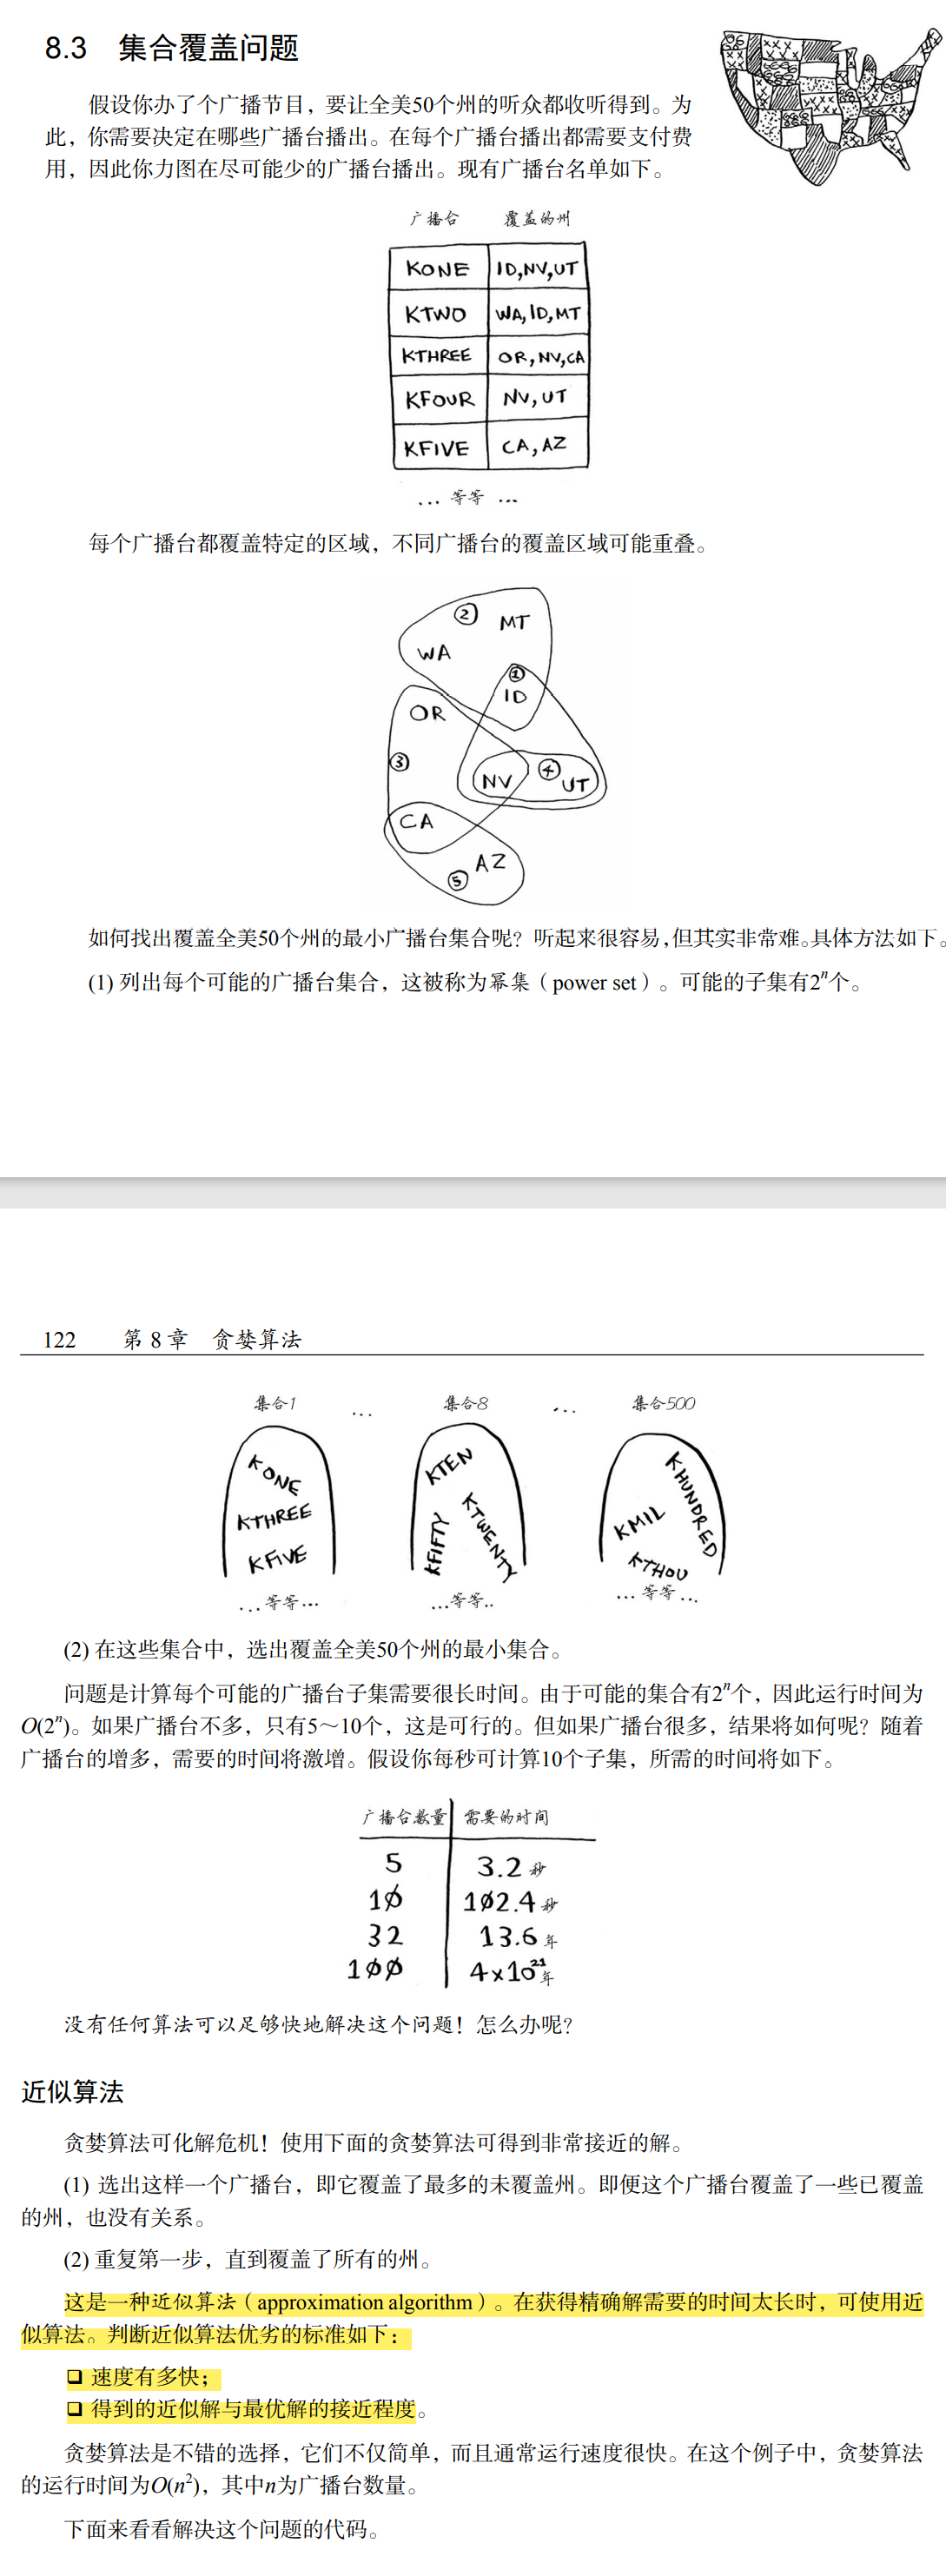 8.3 集合覆盖问题
假设你办了个广播节目，要让全美50个州的听众都收听得到。为
此，你需要决定在哪些广播台播出。在每个广播台播出都需要支付费
用，因此你力图在尽可能少的广播台播出。现有广播台名单如下。
广播台 覆盖的州
KONE ID,NV,UT
KTWO WA,ID,MT
KTHREE OR,NV,CA
KFOUR NV,UT
KFIVE CA,AZ
... 等等 ...
每个广播台都覆盖特定的区域，不同广播台的覆盖区域可能重叠。
② MT
WA
①
ID
OR
③
NV ④ UT
CA
AZ
⑤
如何找出覆盖全美50个州的最小广播台集合呢？听起来很容易，但其实非常难。具体方法如下。
(1) 列出每个可能的广播台集合，这被称为幂集（power set）。可能的子集有2ⁿ个。
122 第 8 章 贪婪算法
集合1 ... 集合8 ... 集合500
KONE
KTHREE
KFIVE
...等等...
KTEN
KFIFTY
KTWENTY
...等等..
KHUNDRED
KMIL
KTHOU
...等等...
(2) 在这些集合中，选出覆盖全美50个州的最小集合。
问题是计算每个可能的广播台子集需要很长时间。由于可能的集合有2ⁿ个，因此运行时间为
O(2ⁿ)。如果广播台不多，只有5～10个，这是可行的。但如果广播台很多，结果将如何呢？随着
广播台的增多，需要的时间将激增。假设你每秒可计算10个子集，所需的时间将如下。
广播台数量 需要的时间
5 3.2 秒
10 102.4 秒
32 13.6 年
100 4x10²¹年
没有任何算法可以足够快地解决这个问题！怎么办呢？
近似算法
贪婪算法可化解危机！使用下面的贪婪算法可得到非常接近的解。
(1) 选出这样一个广播台，即它覆盖了最多的未覆盖州。即便这个广播台覆盖了一些已覆盖
的州，也没有关系。
(2) 重复第一步，直到覆盖了所有的州。
这是一种近似算法（approximation algorithm）。在获得精确解需要的时间太长时，可使用近
似算法。判断近似算法优劣的标准如下：
❑ 速度有多快；
❑ 得到的近似解与最优解的接近程度。
贪婪算法是不错的选择，它们不仅简单，而且通常运行速度很快。在这个例子中，贪婪算法
的运行时间为O(n²)，其中n为广播台数量。
下面来看看解决这个问题的代码。